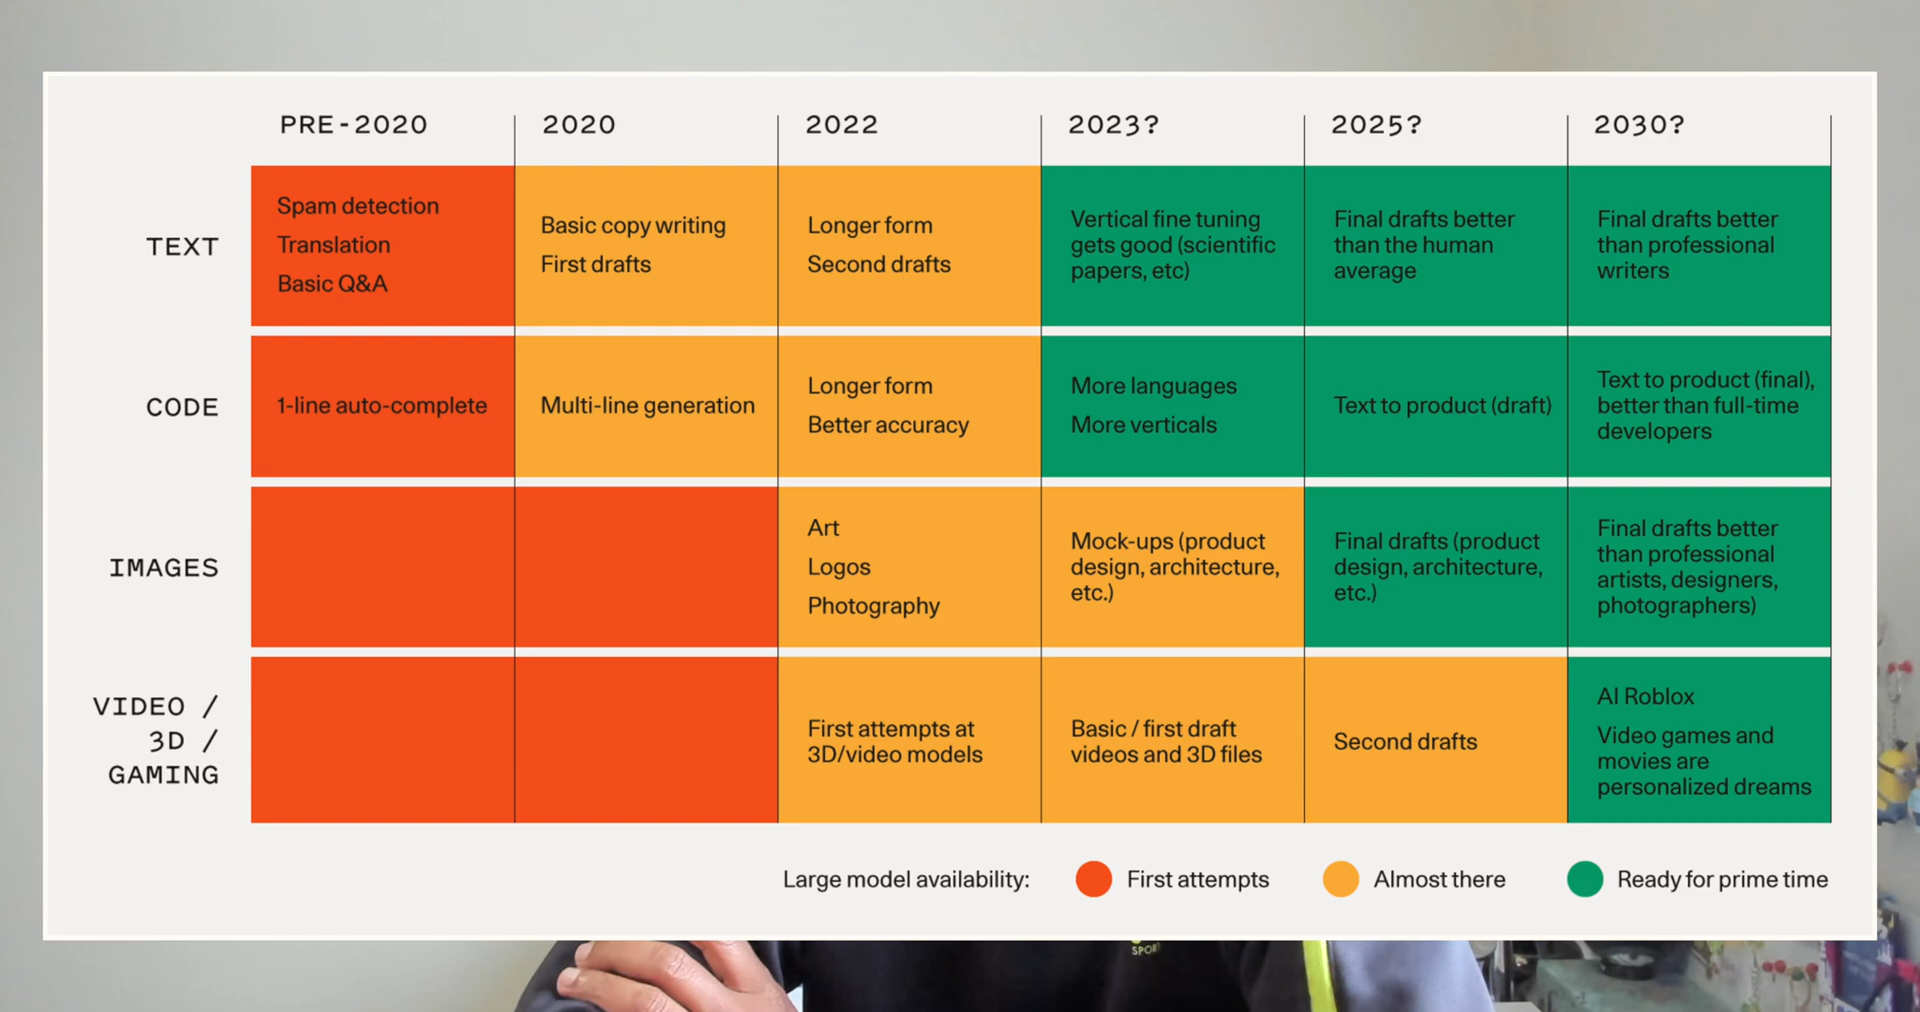 PRE-2020
2020
2022
2023?
2025?
2030?
TEXT
Spam detection
Translation
Basic Q&A
Basic copy writing
First drafts
Longer form
Second drafts
Vertical fine tuning
gets good (scientific
papers, etc)
Final drafts better
than the human
average
Final drafts better
than professional
writers
CODE
1-line auto-complete
Multi-line generation
Longer form
Better accuracy
More languages
More verticals
Text to product (draft)
Text to product (final),
better than full-time
developers
IMAGES
Art
Logos
Photography
Mock-ups (product
design, architecture,
etc.)
Final drafts (product
design, architecture,
etc.)
Final drafts better
than professional
artists, designers,
photographers)
VIDEO /
3D /
GAMING
First attempts at
3D/video models
Basic / first draft
videos and 3D files
Second drafts
AI Roblox
Video games and
movies are
personalized dreams
Large model availability:
First attempts
Almost there
Ready for prime time
SPORT